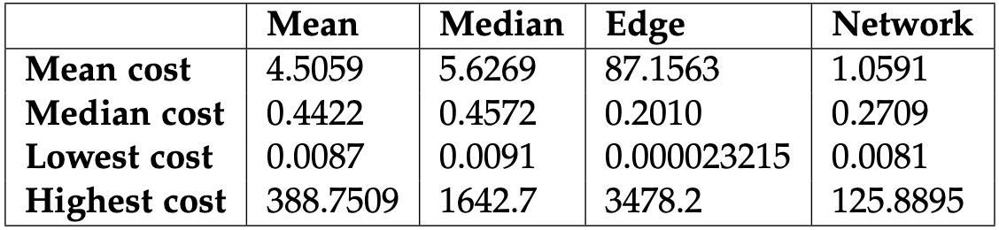 Mean Median Edge Network
Mean cost 4.5059 5.6269 87.1563 1.0591
Median cost 0.4422 0.4572 0.2010 0.2709
Lowest cost 0.0087 0.0091 0.000023215 0.0081
Highest cost 388.7509 1642.7 3478.2 125.8895